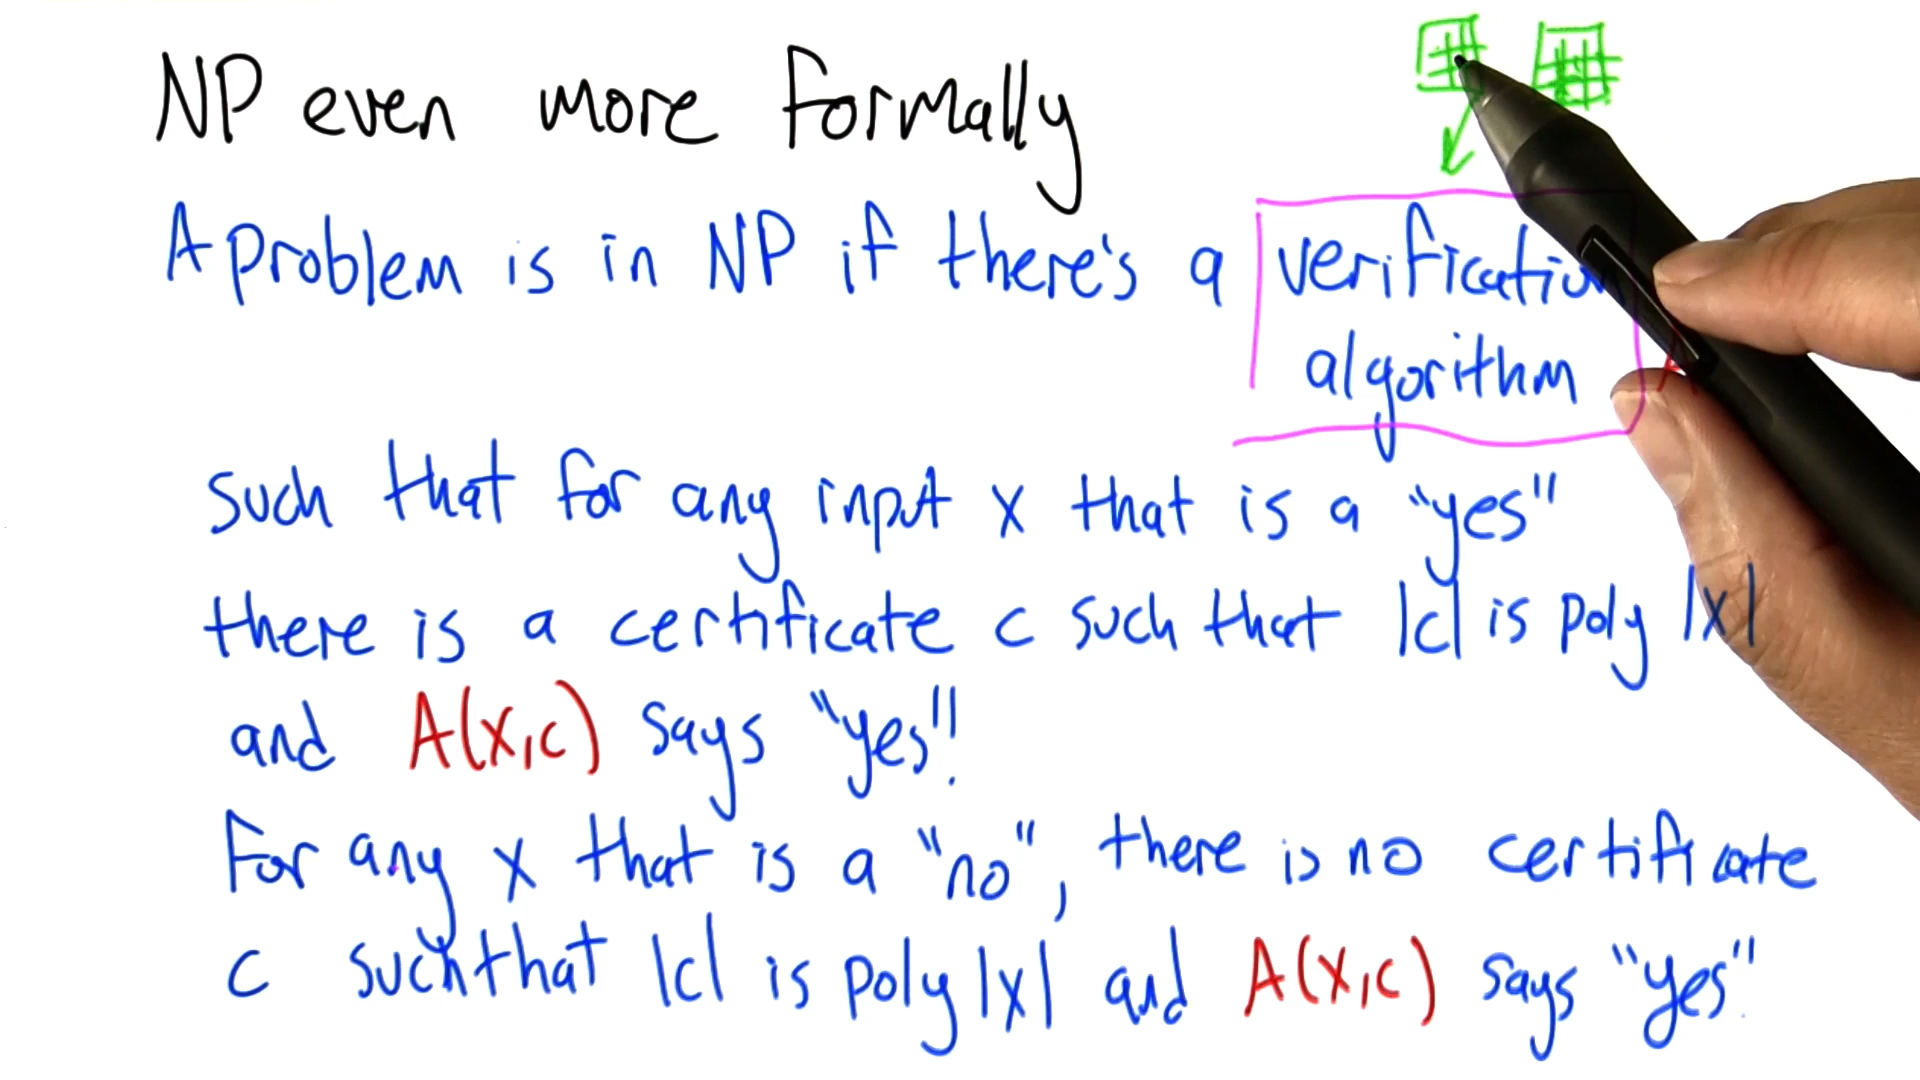 NP even more formally
A problem is in NP if there's a verification
algorithm A
such that for any input x that is a "yes"
there is a certificate c such that |c| is poly |x|
and A(x,c) says "yes"!
For any x that is a "no", there is no certificate
c such that |c| is poly |x| and A(x,c) says "yes".